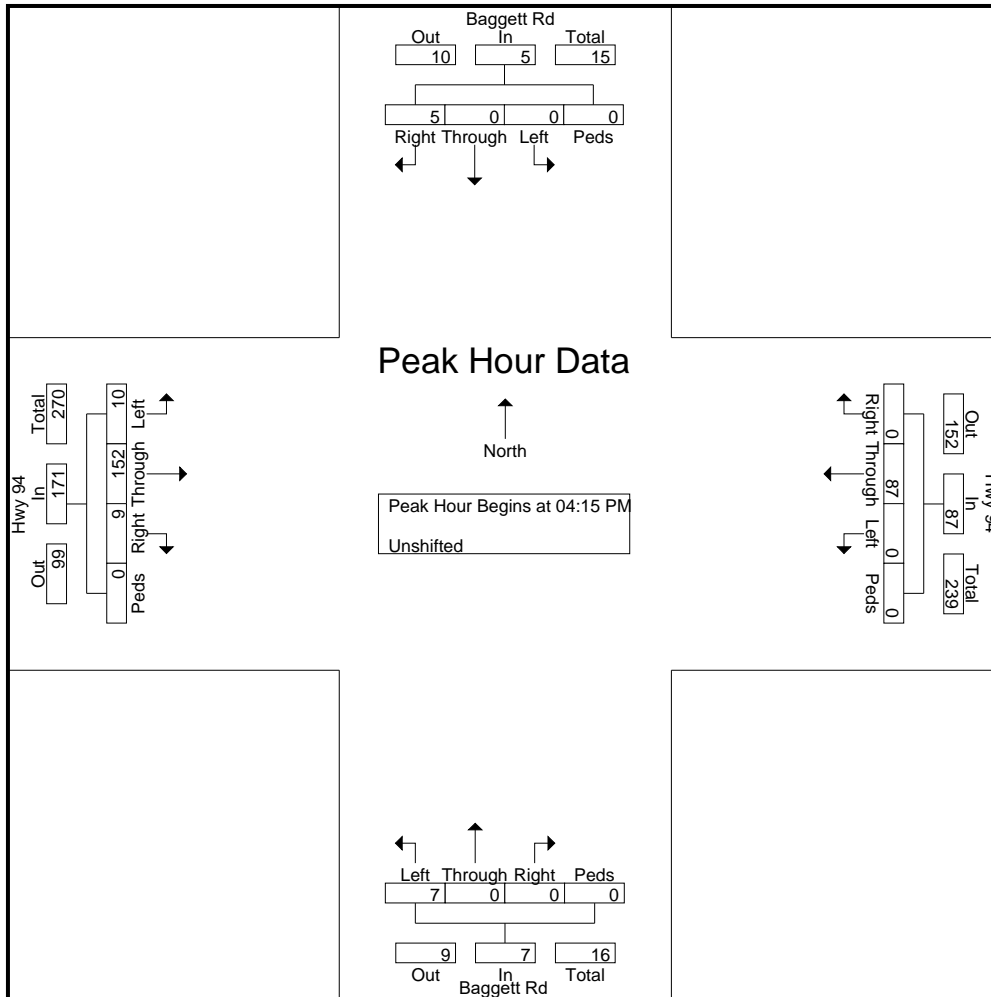 Baggett Rd
Out In Total
10 5 15
5 0 0 0
Right Through Left Peds
Peak Hour Data
North
Peak Hour Begins at 04:15 PM
Unshifted
Hwy 94
Total In Out
270 171 99
10 152 9 0
Left Through Right Peds
Hwy 94
Out In Total
152 87 239
0 87 0 0
Right Through Left Peds
Left Through Right Peds
7 0 0 0
9 7 16
Out In Total
Baggett Rd